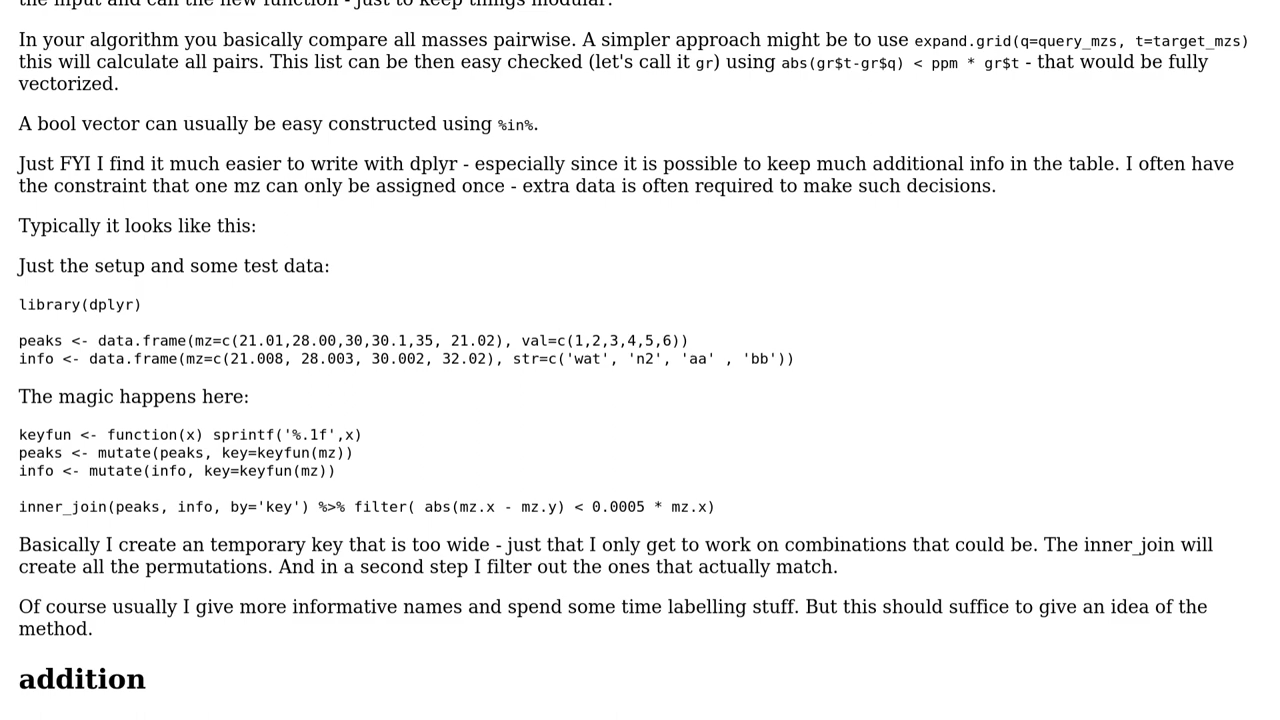 the input and call the new function - just to keep things modular.
In your algorithm you basically compare all masses pairwise. A simpler approach might be to use expand.grid(q=query_mzs, t=target_mzs)
this will calculate all pairs. This list can be then easy checked (let's call it gr) using abs(gr$t-gr$q) < ppm * gr$t - that would be fully
vectorized.
A bool vector can usually be easy constructed using %in%.
Just FYI I find it much easier to write with dplyr - especially since it is possible to keep much additional info in the table. I often have
the constraint that one mz can only be assigned once - extra data is often required to make such decisions.
Typically it looks like this:
Just the setup and some test data:
library(dplyr)
peaks <- data.frame(mz=c(21.01,28.00,30,30.1,35, 21.02), val=c(1,2,3,4,5,6))
info <- data.frame(mz=c(21.008, 28.003, 30.002, 32.02), str=c('wat', 'n2', 'aa' , 'bb'))
The magic happens here:
keyfun <- function(x) sprintf('%.1f',x)
peaks <- mutate(peaks, key=keyfun(mz))
info <- mutate(info, key=keyfun(mz))
inner_join(peaks, info, by='key') %>% filter( abs(mz.x - mz.y) < 0.0005 * mz.x)
Basically I create an temporary key that is too wide - just that I only get to work on combinations that could be. The inner_join will
create all the permutations. And in a second step I filter out the ones that actually match.
Of course usually I give more informative names and spend some time labelling stuff. But this should suffice to give an idea of the
method.
addition